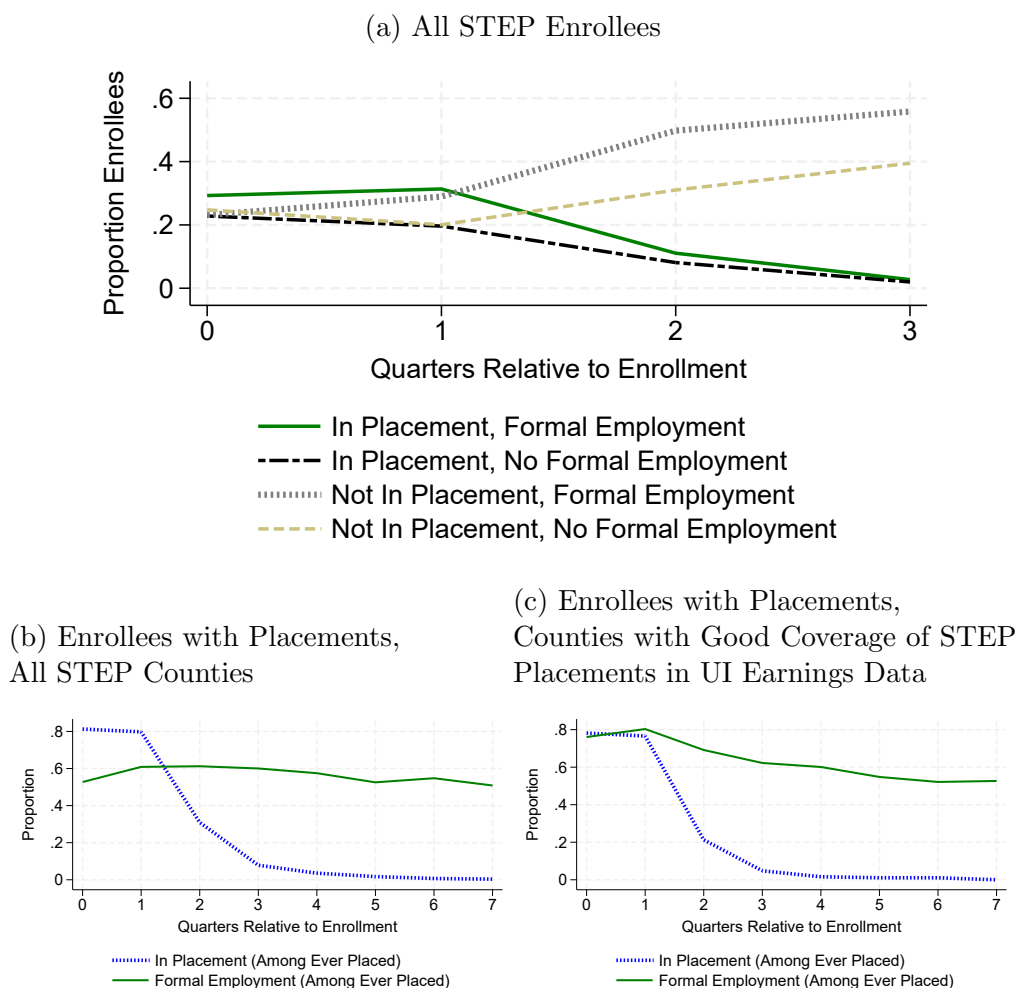 (a) All STEP Enrollees
Proportion Enrollees
.6
.4
.2
0
0 1 2 3
Quarters Relative to Enrollment
In Placement, Formal Employment
In Placement, No Formal Employment
Not In Placement, Formal Employment
Not In Placement, No Formal Employment
(b) Enrollees with Placements,
All STEP Counties
Proportion
.8
.6
.4
.2
0
0 1 2 3 4 5 6 7
Quarters Relative to Enrollment
In Placement (Among Ever Placed)
Formal Employment (Among Ever Placed)
(c) Enrollees with Placements,
Counties with Good Coverage of STEP
Placements in UI Earnings Data
Proportion
.8
.6
.4
.2
0
0 1 2 3 4 5 6 7
Quarters Relative to Enrollment
In Placement (Among Ever Placed)
Formal Employment (Among Ever Placed)